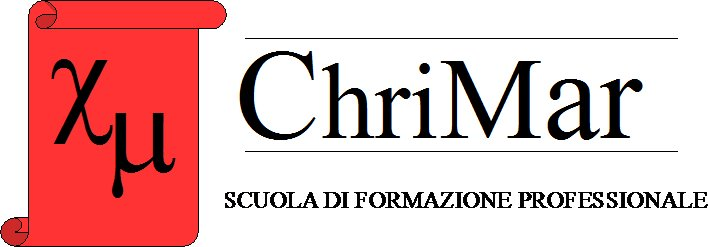 χμ
ChriMar
SCUOLA DI FORMAZIONE PROFESSIONALE